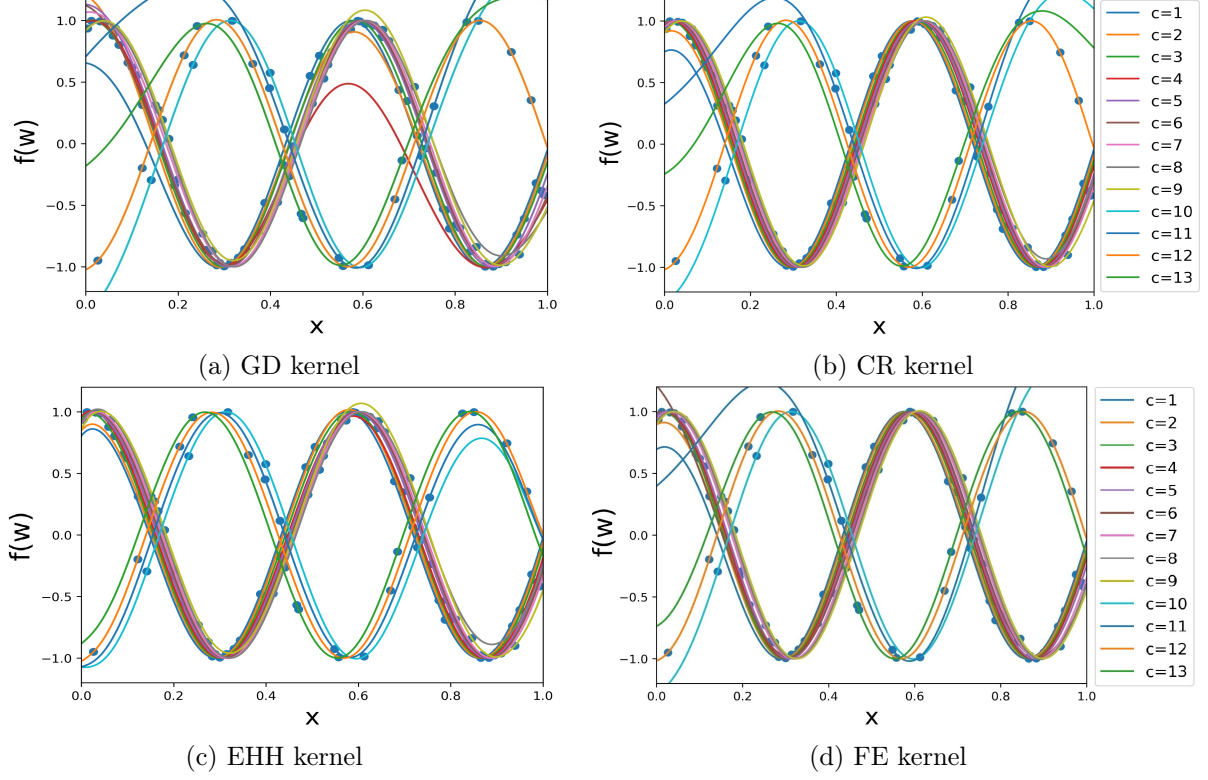 f(w)
1.0
0.5
0.0
−0.5
−1.0
0.0 0.2 0.4 0.6 0.8 1.0
x
(a) GD kernel
f(w)
1.0
0.5
0.0
−0.5
−1.0
0.0 0.2 0.4 0.6 0.8 1.0
x
(b) CR kernel
c=1
c=2
c=3
c=4
c=5
c=6
c=7
c=8
c=9
c=10
c=11
c=12
c=13
f(w)
1.0
0.5
0.0
−0.5
−1.0
0.0 0.2 0.4 0.6 0.8 1.0
x
(c) EHH kernel
f(w)
1.0
0.5
0.0
−0.5
−1.0
0.0 0.2 0.4 0.6 0.8 1.0
x
(d) FE kernel
c=1
c=2
c=3
c=4
c=5
c=6
c=7
c=8
c=9
c=10
c=11
c=12
c=13